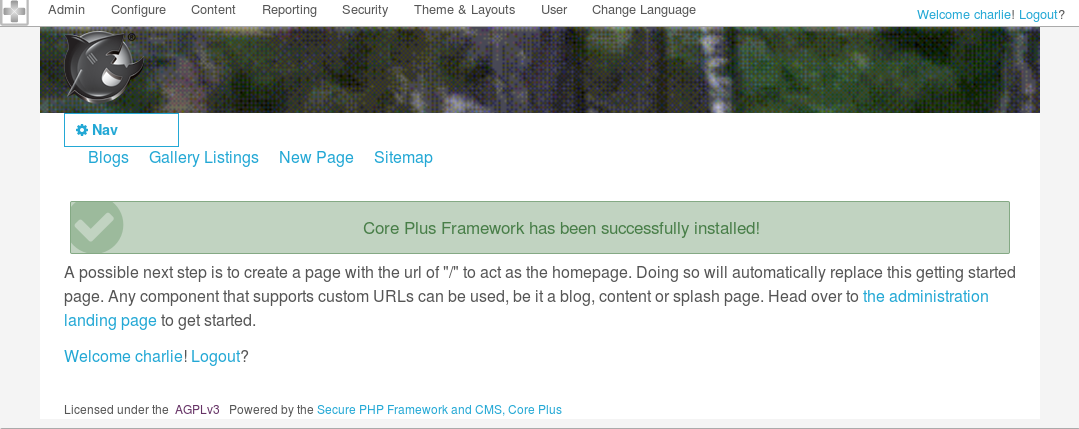 Admin Configure Content Reporting Security Theme & Layouts User Change Language
Welcome charlie! Logout?
®
Nav
Blogs Gallery Listings New Page Sitemap
Core Plus Framework has been successfully installed!
A possible next step is to create a page with the url of "/" to act as the homepage. Doing so will automatically replace this getting started
page. Any component that supports custom URLs can be used, be it a blog, content or splash page. Head over to the administration
landing page to get started.
Welcome charlie! Logout?
Licensed under the AGPLv3 Powered by the Secure PHP Framework and CMS, Core Plus